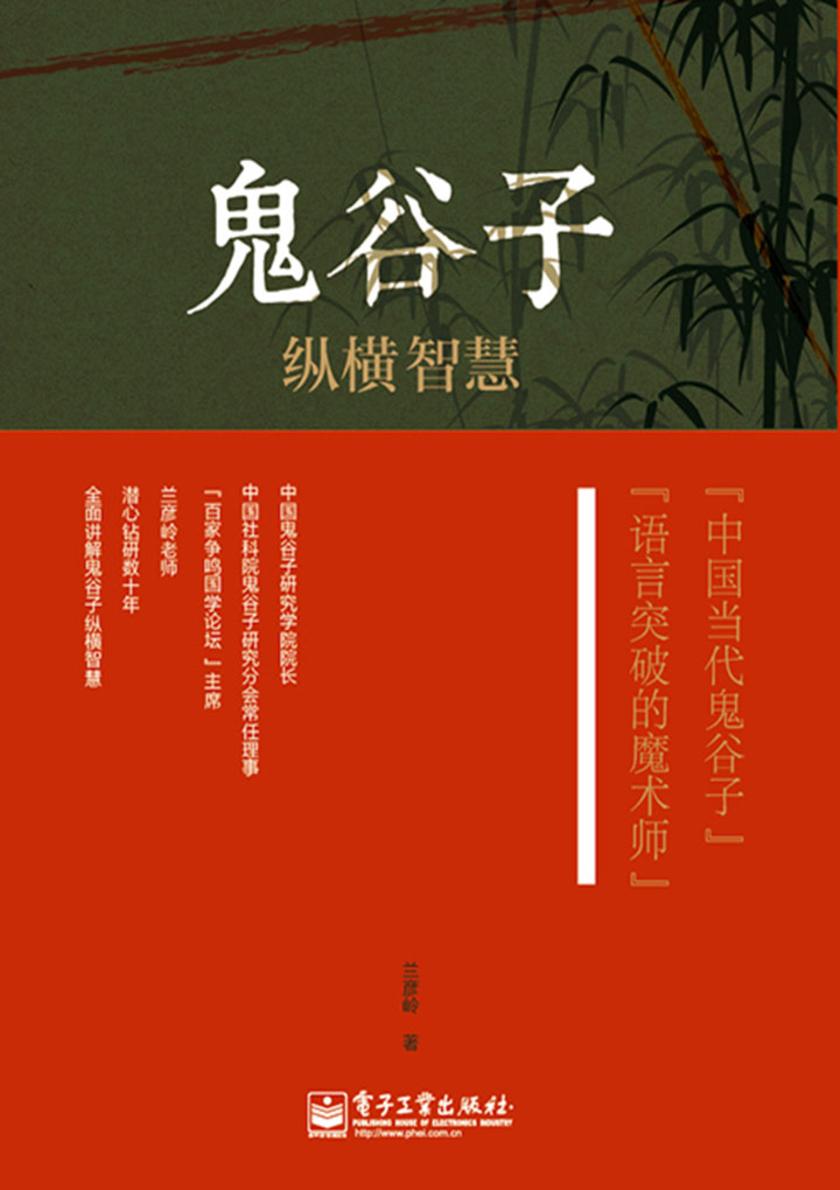 鬼谷子
纵横智慧
『中国当代鬼谷子』
『语言突破的魔术师』
中国鬼谷子研究学院院长
中国社科院鬼谷子研究分会常任理事
『百家争鸣国学论坛』主席
兰彦岭老师
潜心钻研数十年
全面讲解鬼谷子纵横智慧
兰彦岭 著
電子工業出版社
PUBLISHING HOUSE OF ELECTRONICS INDUSTRY
http://www.phei.com.cn